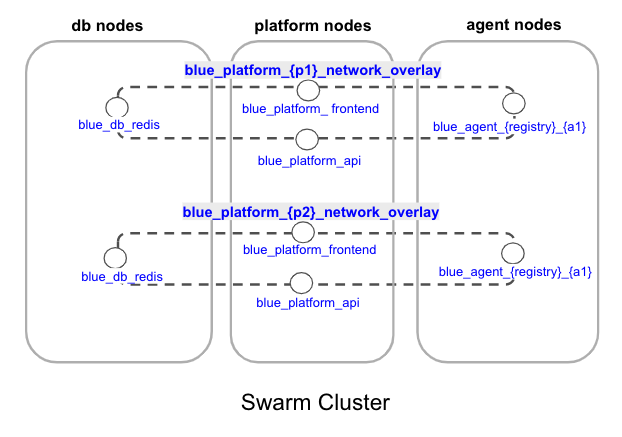 db nodes
platform nodes
agent nodes
blue_platform_{p1}_network_overlay
blue_platform_ frontend
blue_db_redis
blue_agent_{registry}_{a1}
blue_platform_api
blue_platform_{p2}_network_overlay
blue_platform_frontend
blue_db_redis
blue_agent_{registry}_{a1}
blue_platform_api
Swarm Cluster